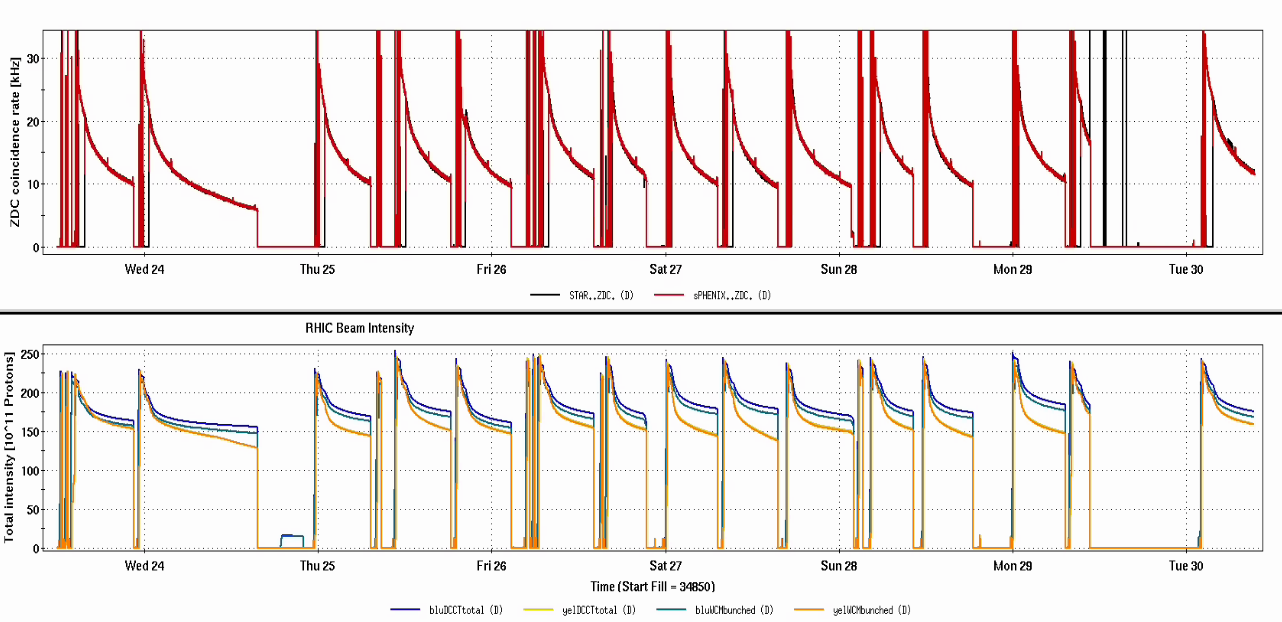 ZDC coincidence rate [kHz]
30
20
10
0
Wed 24 Thu 25 Fri 26 Sat 27 Sun 28 Mon 29 Tue 30
STAR..ZDC. (D) sPHENIX..ZDC. (D)
RHIC Beam Intensity
Total intensity [10^11 Protons]
250
200
150
100
50
0
Wed 24 Thu 25 Fri 26 Sat 27 Sun 28 Mon 29 Tue 30
Time (Start Fill = 34850)
bluDCCTtotal (D) yelDCCTtotal (D) bluWCMbunched (D) yelWCMbunched (D)